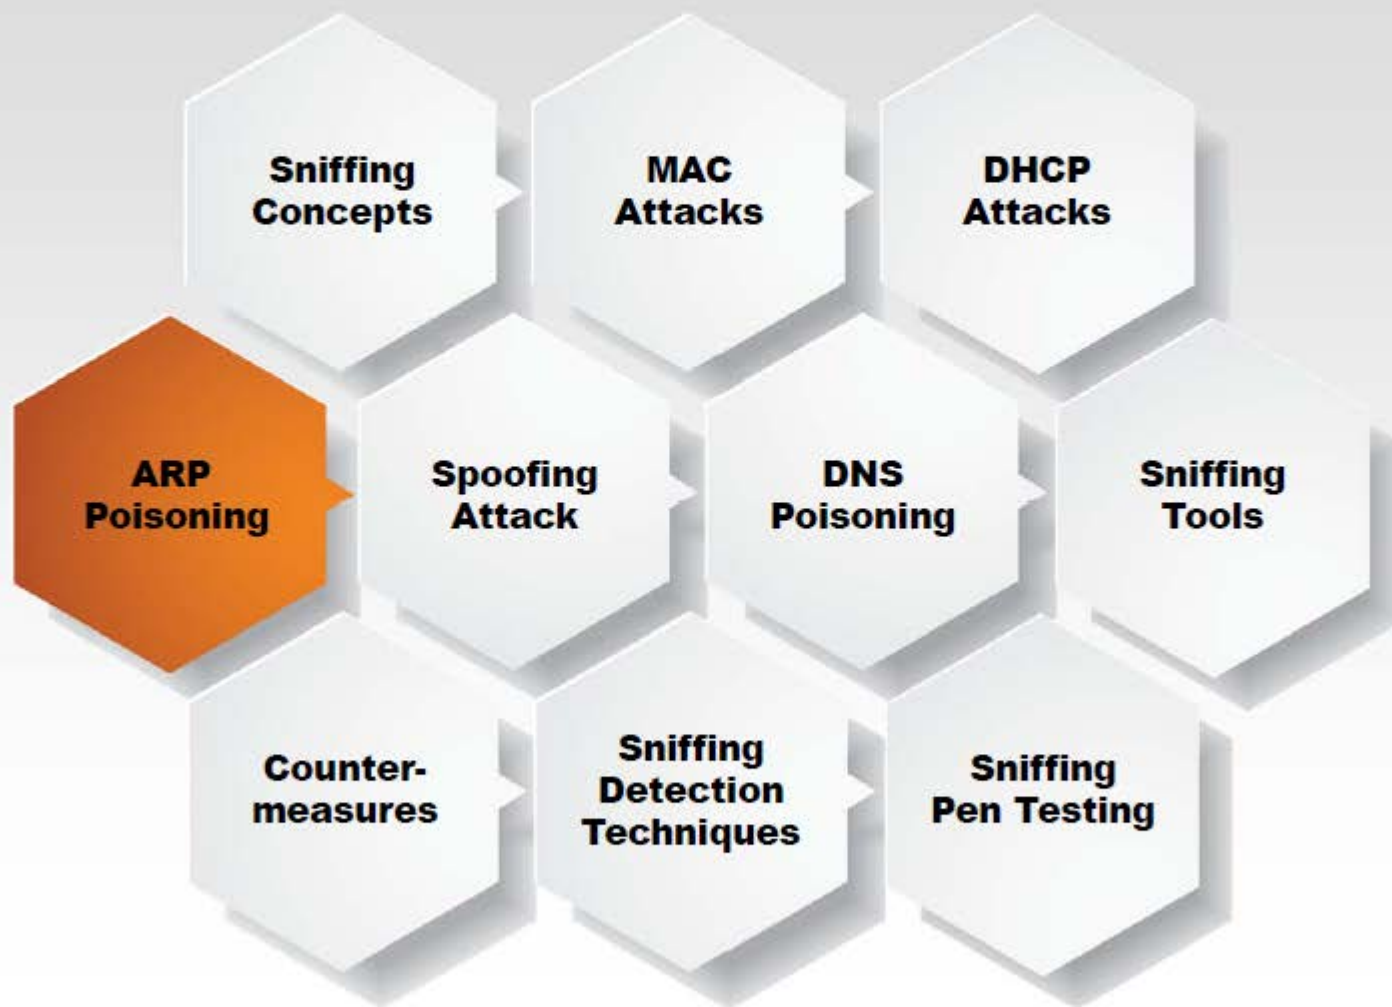 Sniffing
Concepts
MAC
Attacks
DHCP
Attacks
ARP
Poisoning
Spoofing
Attack
DNS
Poisoning
Sniffing
Tools
Counter-
measures
Sniffing
Detection
Techniques
Sniffing
Pen Testing